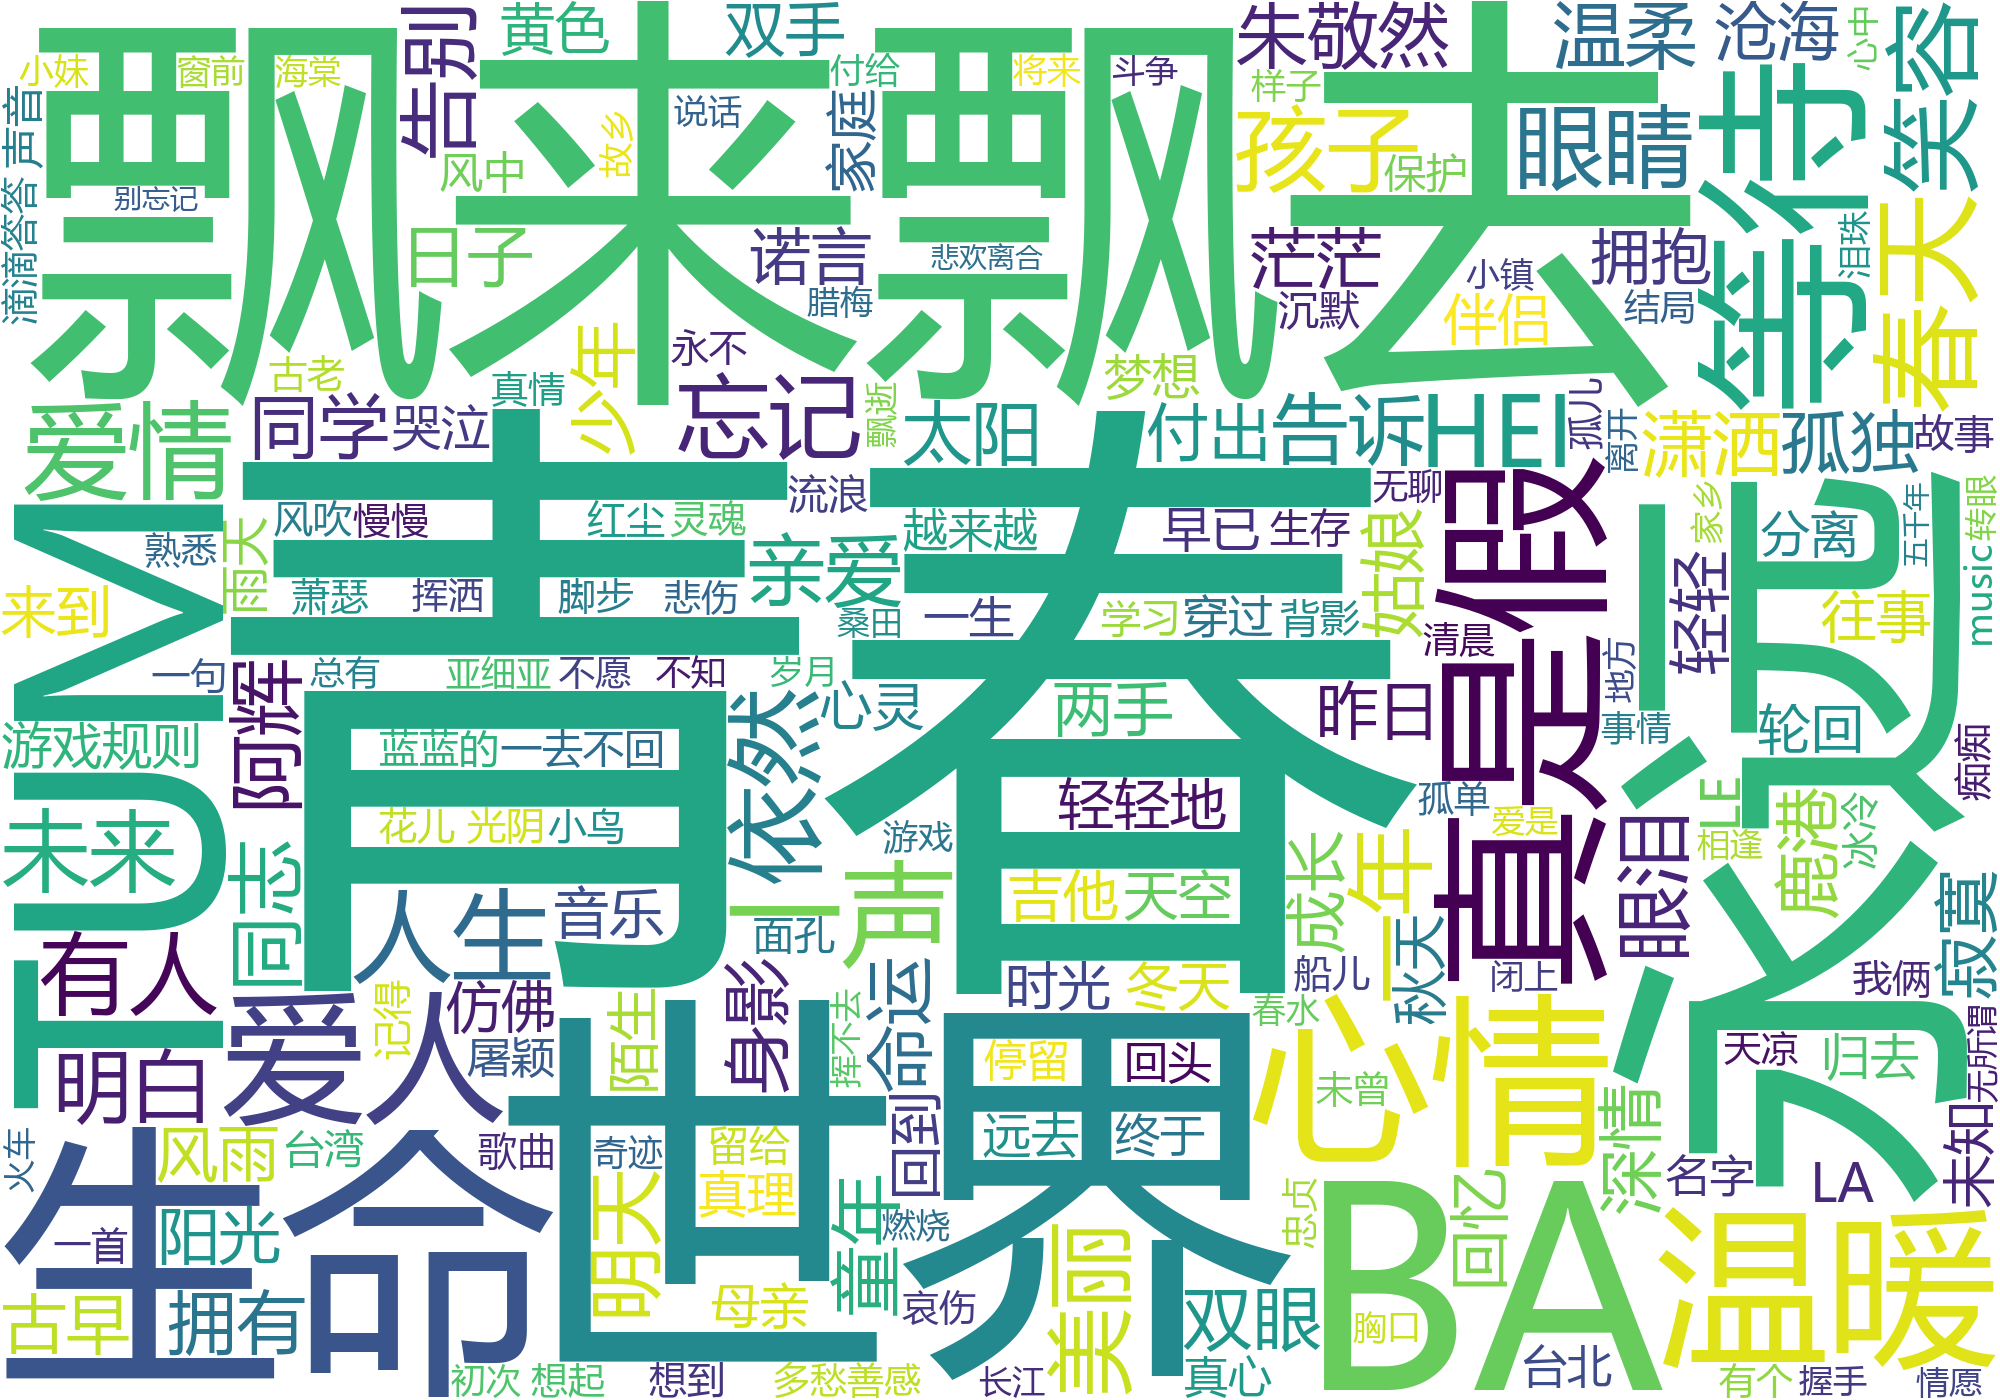 飘来飘去
青春
世界
生命
真是假
永远
TUM
BA
心情
温暖
等待
爱人
一声
人生
忘记
孩子
眼睛
春天
笑容
HEI
告诉
爱情
未来
有人
告别
黄色
双手
朱敬然
温柔
沧海
心中
小妹
窗前
海棠
付给
将来
斗争
样子
声音
说话
故乡
家庭
风中
保护
别忘记
滴滴答答
日子
诺言
悲欢离合
茫茫
小镇
拥抱
泪珠
腊梅
沉默
伴侣
结局
少年
永不
古老
真情
梦想
飘逝
同学
哭泣
太阳
付出
孤儿
离开
潇洒
孤独
故事
流浪
无聊
风吹
慢慢
红尘
灵魂
越来越
早已
生存
姑娘
家乡
分离
五千年
转眼
熟悉
雨天
亲爱
萧瑟
挥洒
脚步
悲伤
桑田
一生
学习
穿过
背影
清晨
轻轻
往事
music
来到
一句
阿辉
总有
亚细亚
不愿
不知
岁月
心灵
两手
昨日
地方
事情
轮回
痴痴
游戏规则
蓝蓝的
一去不回
依然
轻轻地
孤单
爱是
LE
鹿港
冰冷
相逢
花儿
光阴
小鸟
游戏
成长
一年
眼泪
同志
音乐
面孔
吉他
天空
秋天
寂寞
时光
冬天
船儿
闭上
我俩
记得
仿佛
陌生
身影
挥不去
命运
春水
明白
屠颖
停留
回头
未曾
天凉
归去
无所谓
深情
回到
远去
终于
火车
风雨
台湾
歌曲
奇迹
留给
名字
LA
未知
一首
阳光
明天
真理
童年
燃烧
忠贞
回忆
古早
拥有
母亲
哀伤
美丽
双眼
胸口
台北
初次
想起
想到
多愁善感
长江
真心
有个
握手
情愿